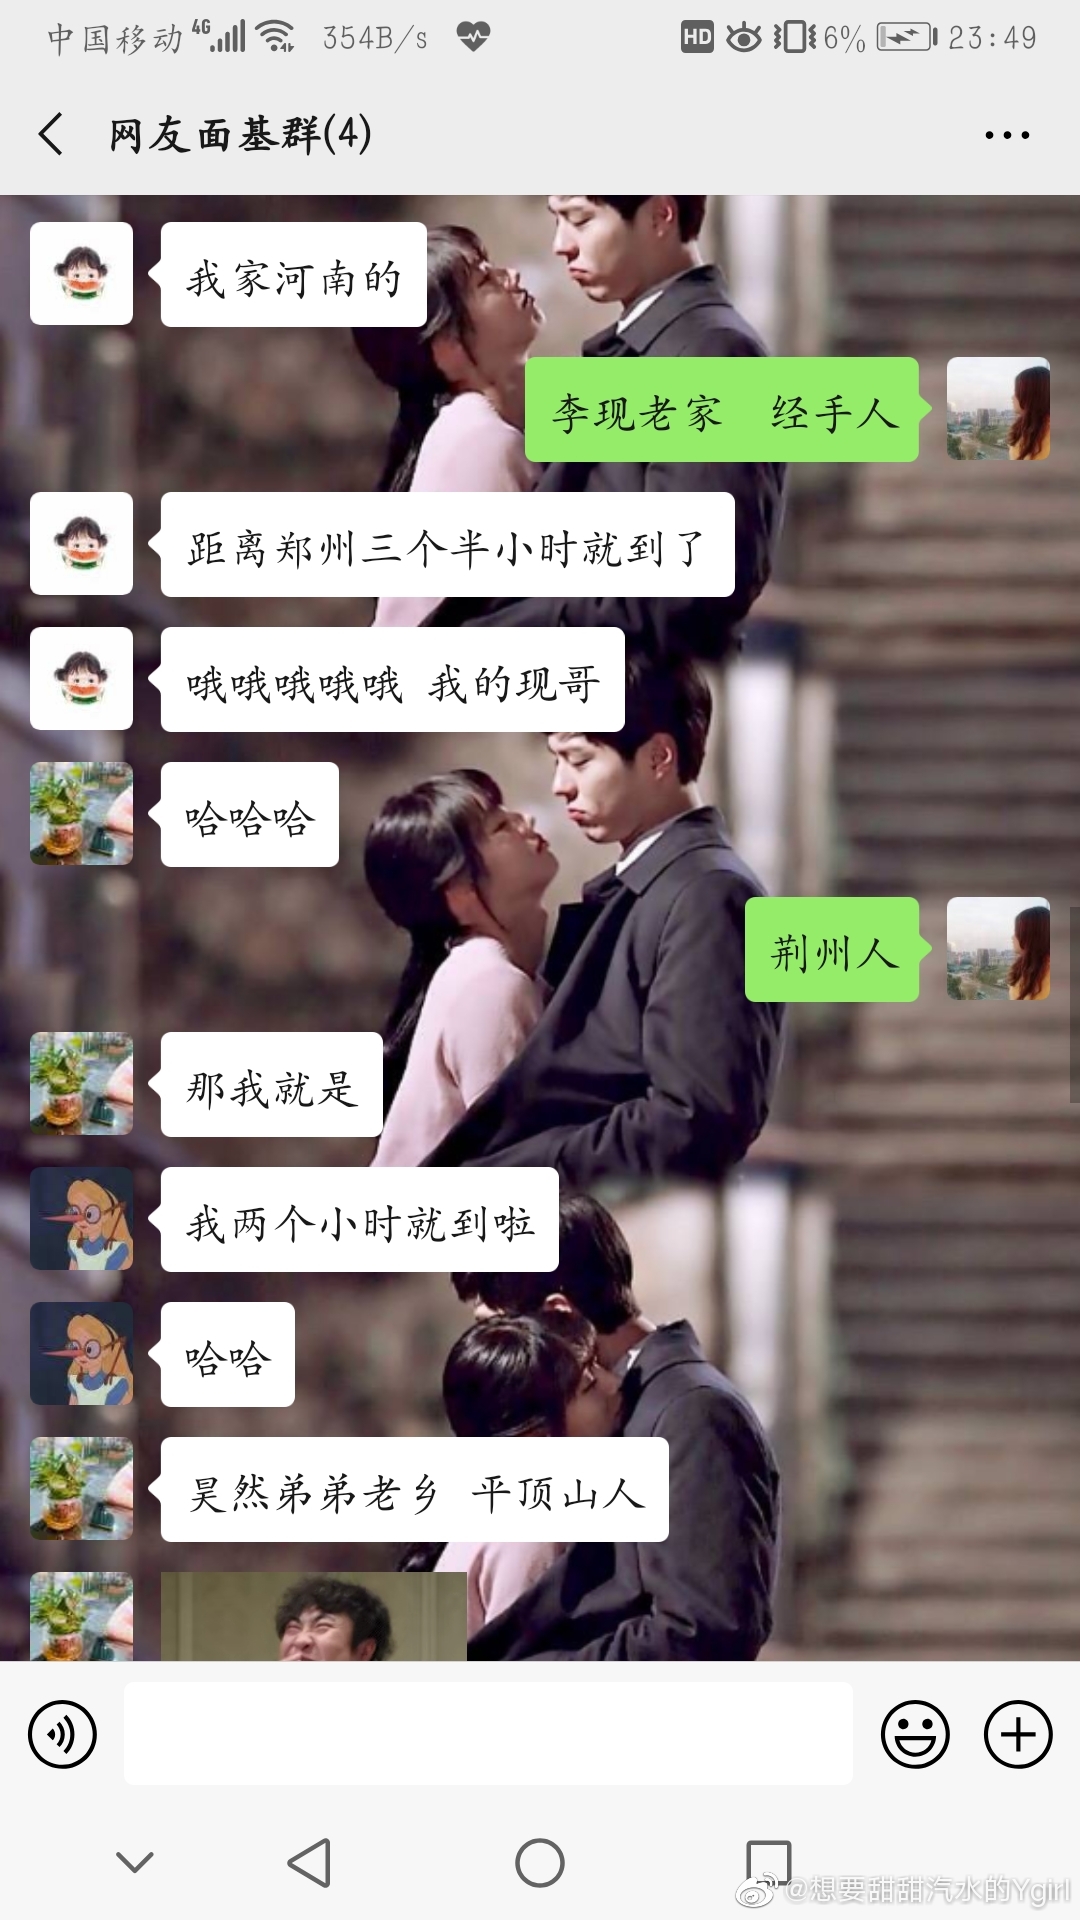 中国移动 4G 354B/s HD 6% 23:49
网友面基群(4)
我家河南的
李现老家 经手人
距离郑州三个半小时就到了
哦哦哦哦哦 我的现哥
哈哈哈
荆州人
那我就是
我两个小时就到啦
哈哈
昊然弟弟老乡 平顶山人
@想要甜甜汽水的Ygirl